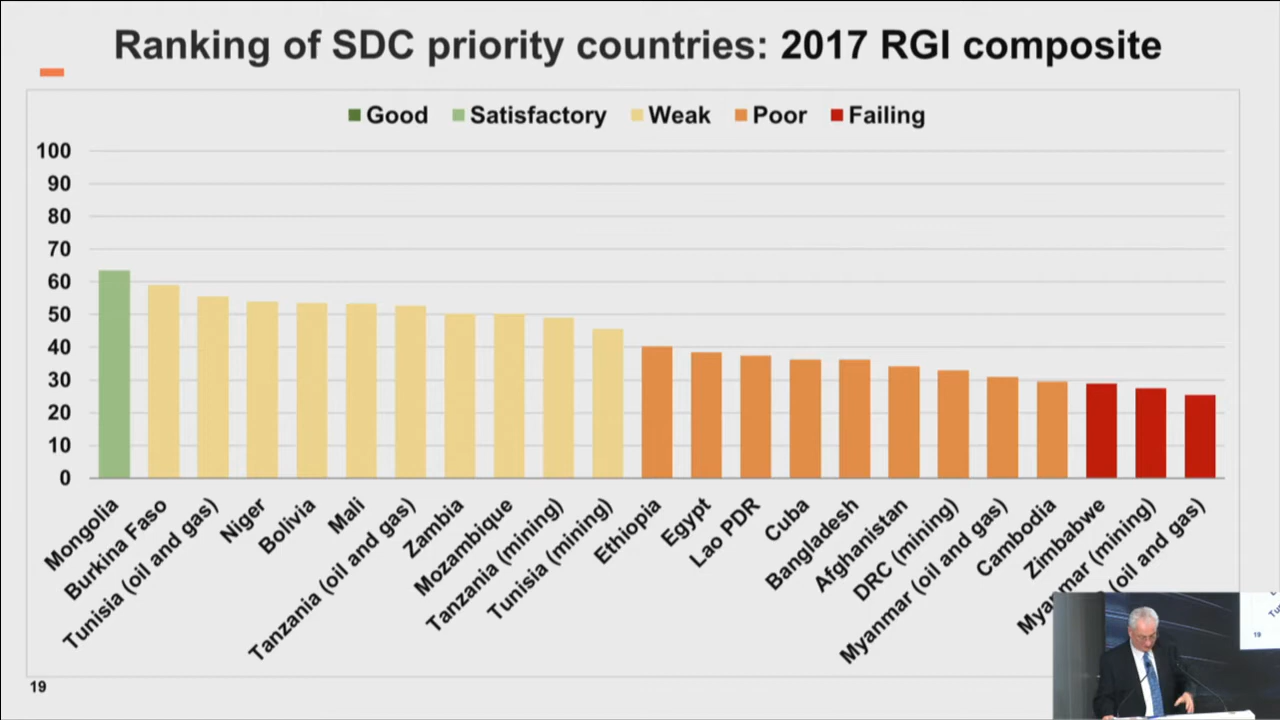 Ranking of SDC priority countries: 2017 RGI composite
Good Satisfactory Weak Poor Failing
100
90
80
70
60
50
40
30
20
10
0
Mongolia
Burkina Faso
Tunisia (oil and gas)
Niger
Bolivia
Mali
Tanzania (oil and gas)
Zambia
Mozambique
Tanzania (mining)
Tunisia (mining)
Ethiopia
Egypt
Lao PDR
Cuba
Bangladesh
Afghanistan
DRC (mining)
Myanmar (oil and gas)
Cambodia
Zimbabwe
Myanmar (mining)
(oil and gas)
19
19